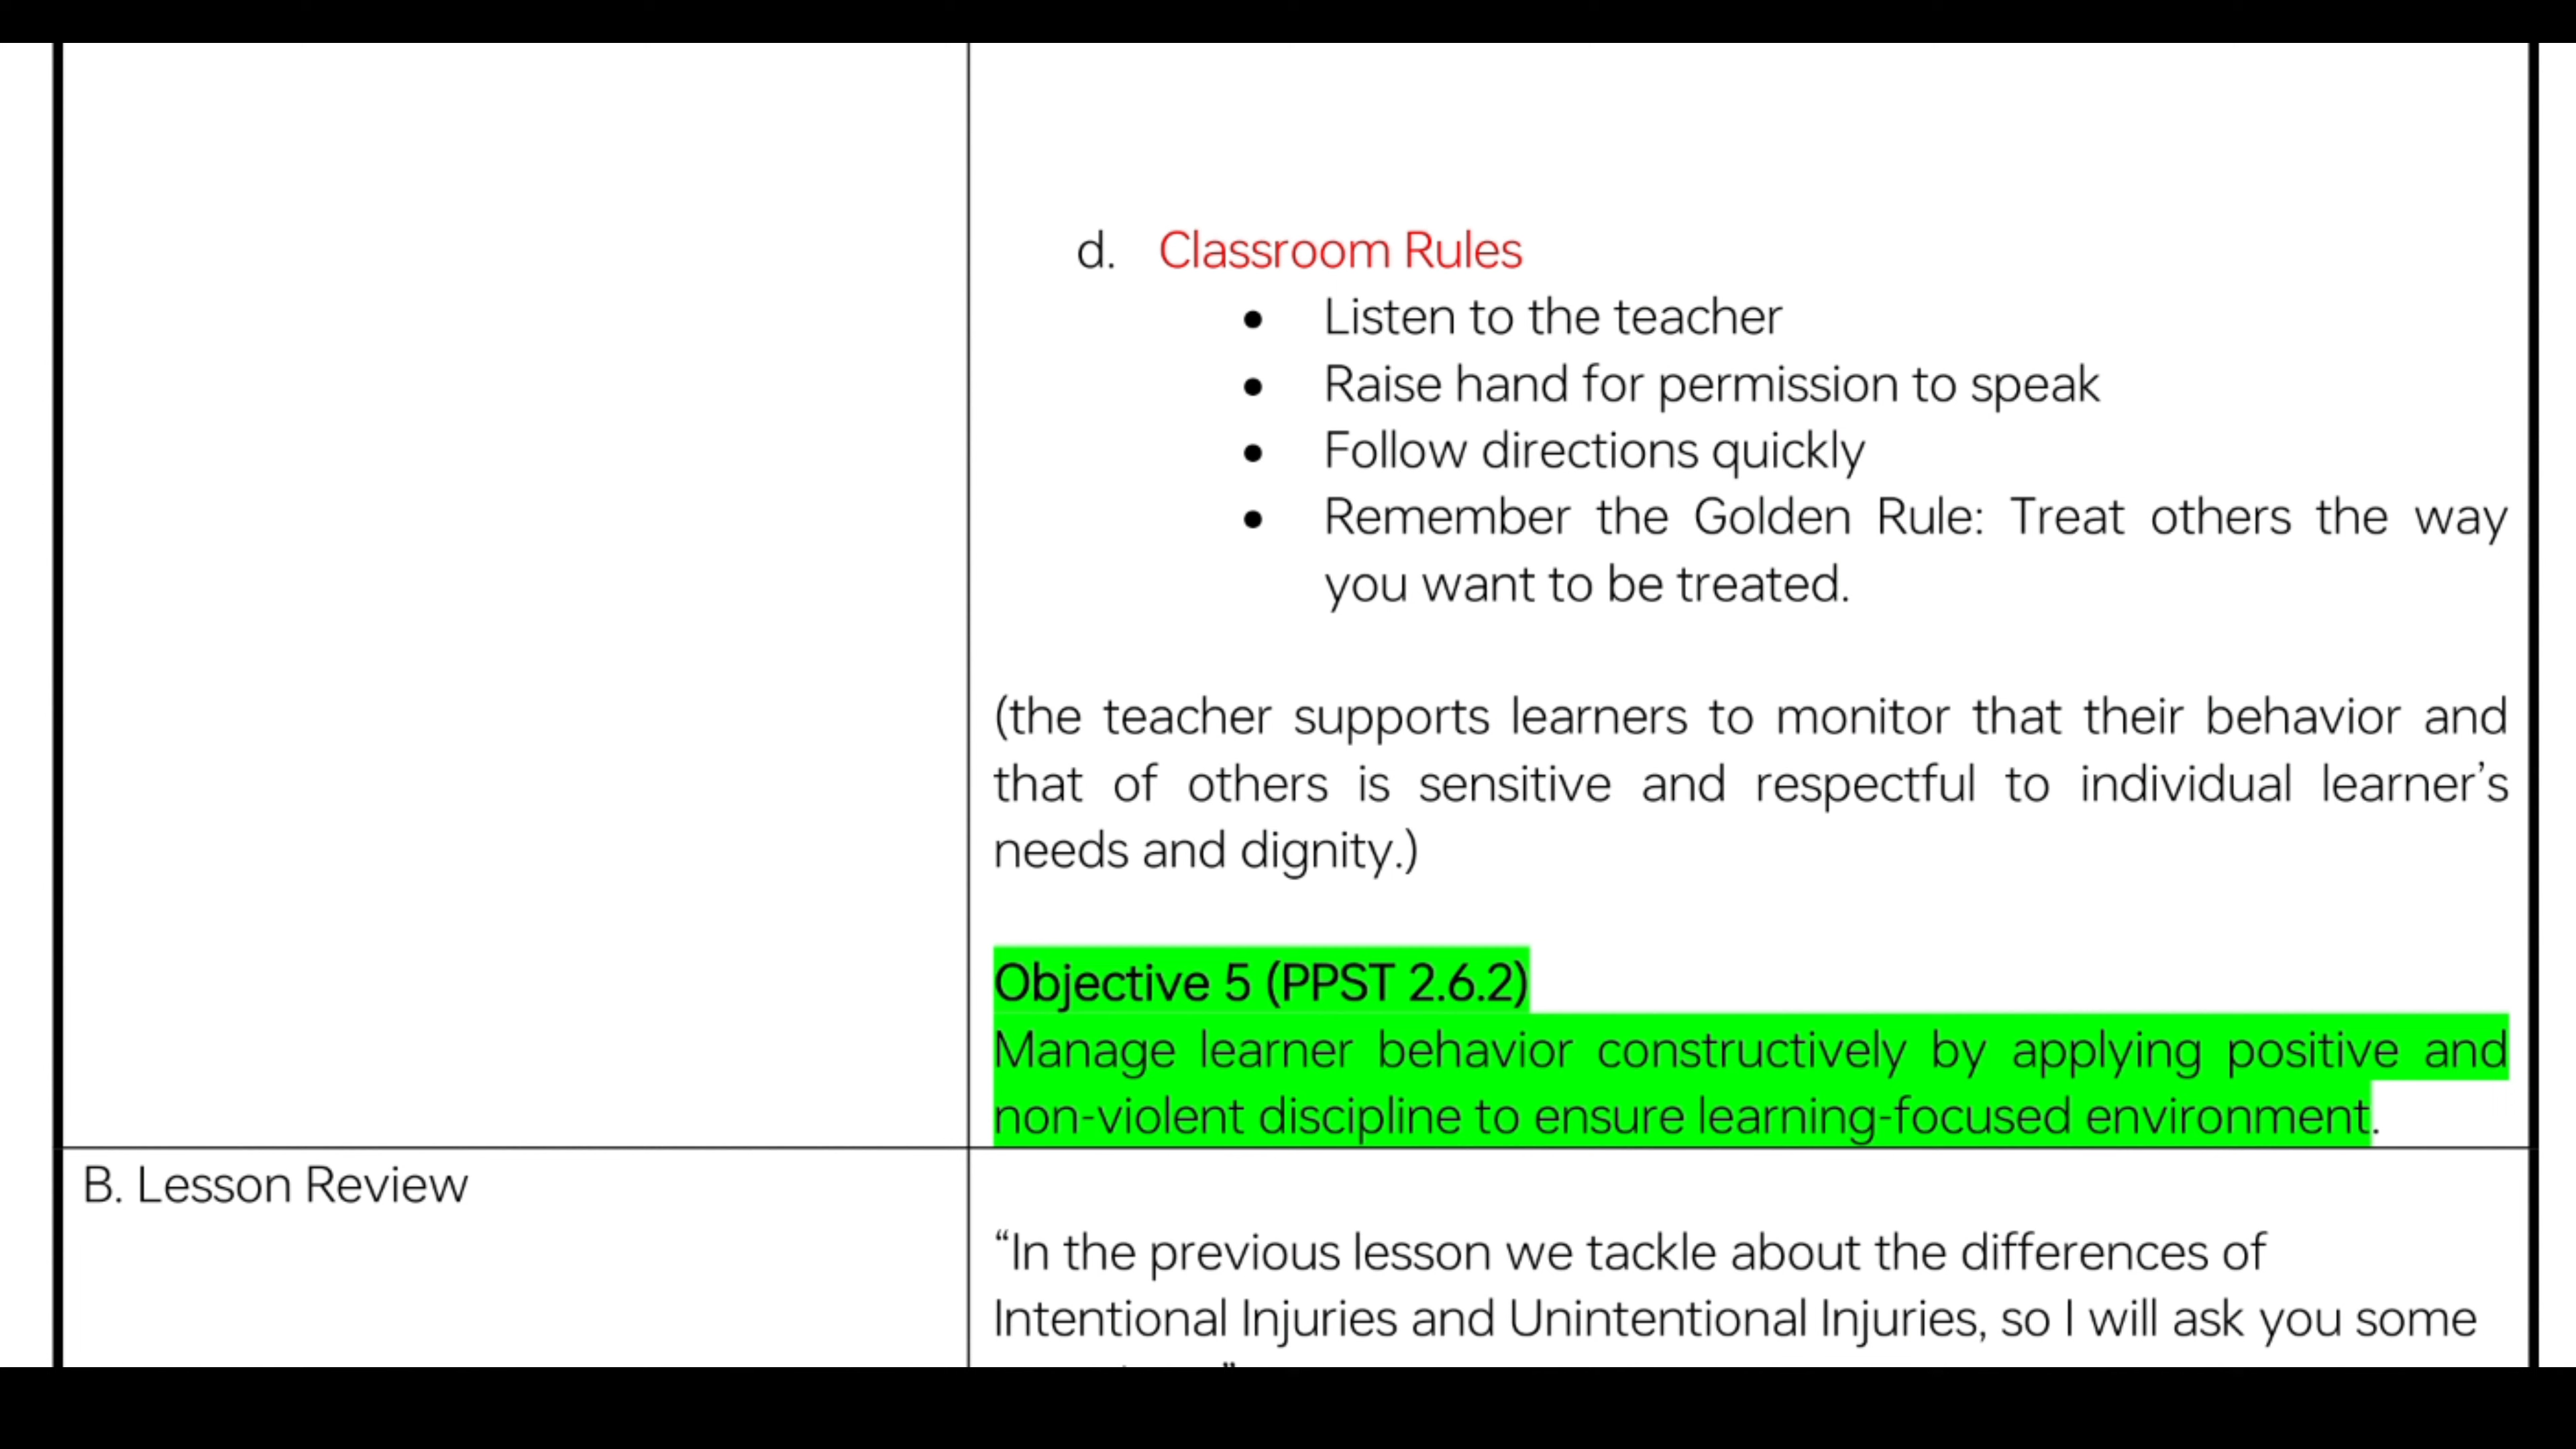 d. Classroom Rules
● Listen to the teacher
● Raise hand for permission to speak
● Follow directions quickly
● Remember the Golden Rule: Treat others the way
you want to be treated.
(the teacher supports learners to monitor that their behavior and
that of others is sensitive and respectful to individual learner’s
needs and dignity.)
Objective 5 (PPST 2.6.2)
Manage learner behavior constructively by applying positive and
non-violent discipline to ensure learning-focused environment.
B. Lesson Review
“In the previous lesson we tackle about the differences of
Intentional Injuries and Unintentional Injuries, so I will ask you some